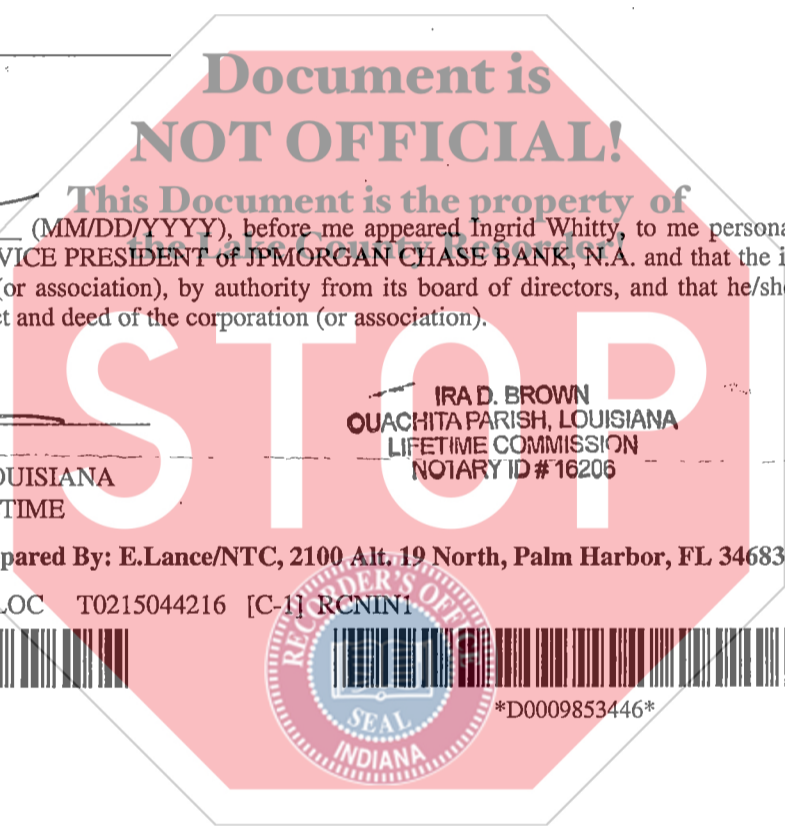 Document is
NOT OFFICIAL!
This Document is the property of
the Lake County Recorder!
(MM/DD/YYYY), before me appeared Ingrid Whitty, to me persona
VICE PRESIDENT of JPMORGAN CHASE BANK, N.A. and that the i
(or association), by authority from its board of directors, and that he/she
t and deed of the corporation (or association).
STOP
IRA D. BROWN
OUACHITA PARISH, LOUISIANA
LIFETIME COMMISSION
NOTARY ID # 16206
OUISIANA
TIME
pared By: E.Lance/NTC, 2100 Alt. 19 North, Palm Harbor, FL 34683
LOC T0215044216 [C-1] RCNIN1
RECORDER'S OFFICE
SEAL
INDIANA
*D0009853446*